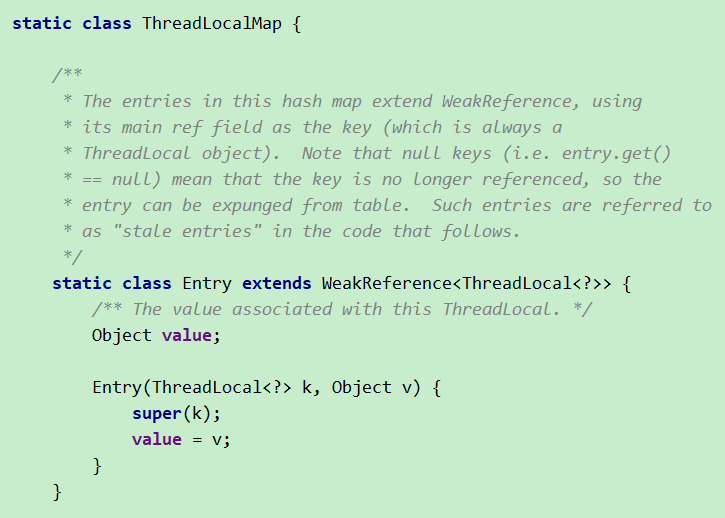 static class ThreadLocalMap {
/**
* The entries in this hash map extend WeakReference, using
* its main ref field as the key (which is always a
* ThreadLocal object).  Note that null keys (i.e. entry.get()
* == null) mean that the key is no longer referenced, so the
* entry can be expunged from table.  Such entries are referred to
* as "stale entries" in the code that follows.
*/
static class Entry extends WeakReference<ThreadLocal<?>> {
/** The value associated with this ThreadLocal. */
Object value;
Entry(ThreadLocal<?> k, Object v) {
super(k);
value = v;
}
}